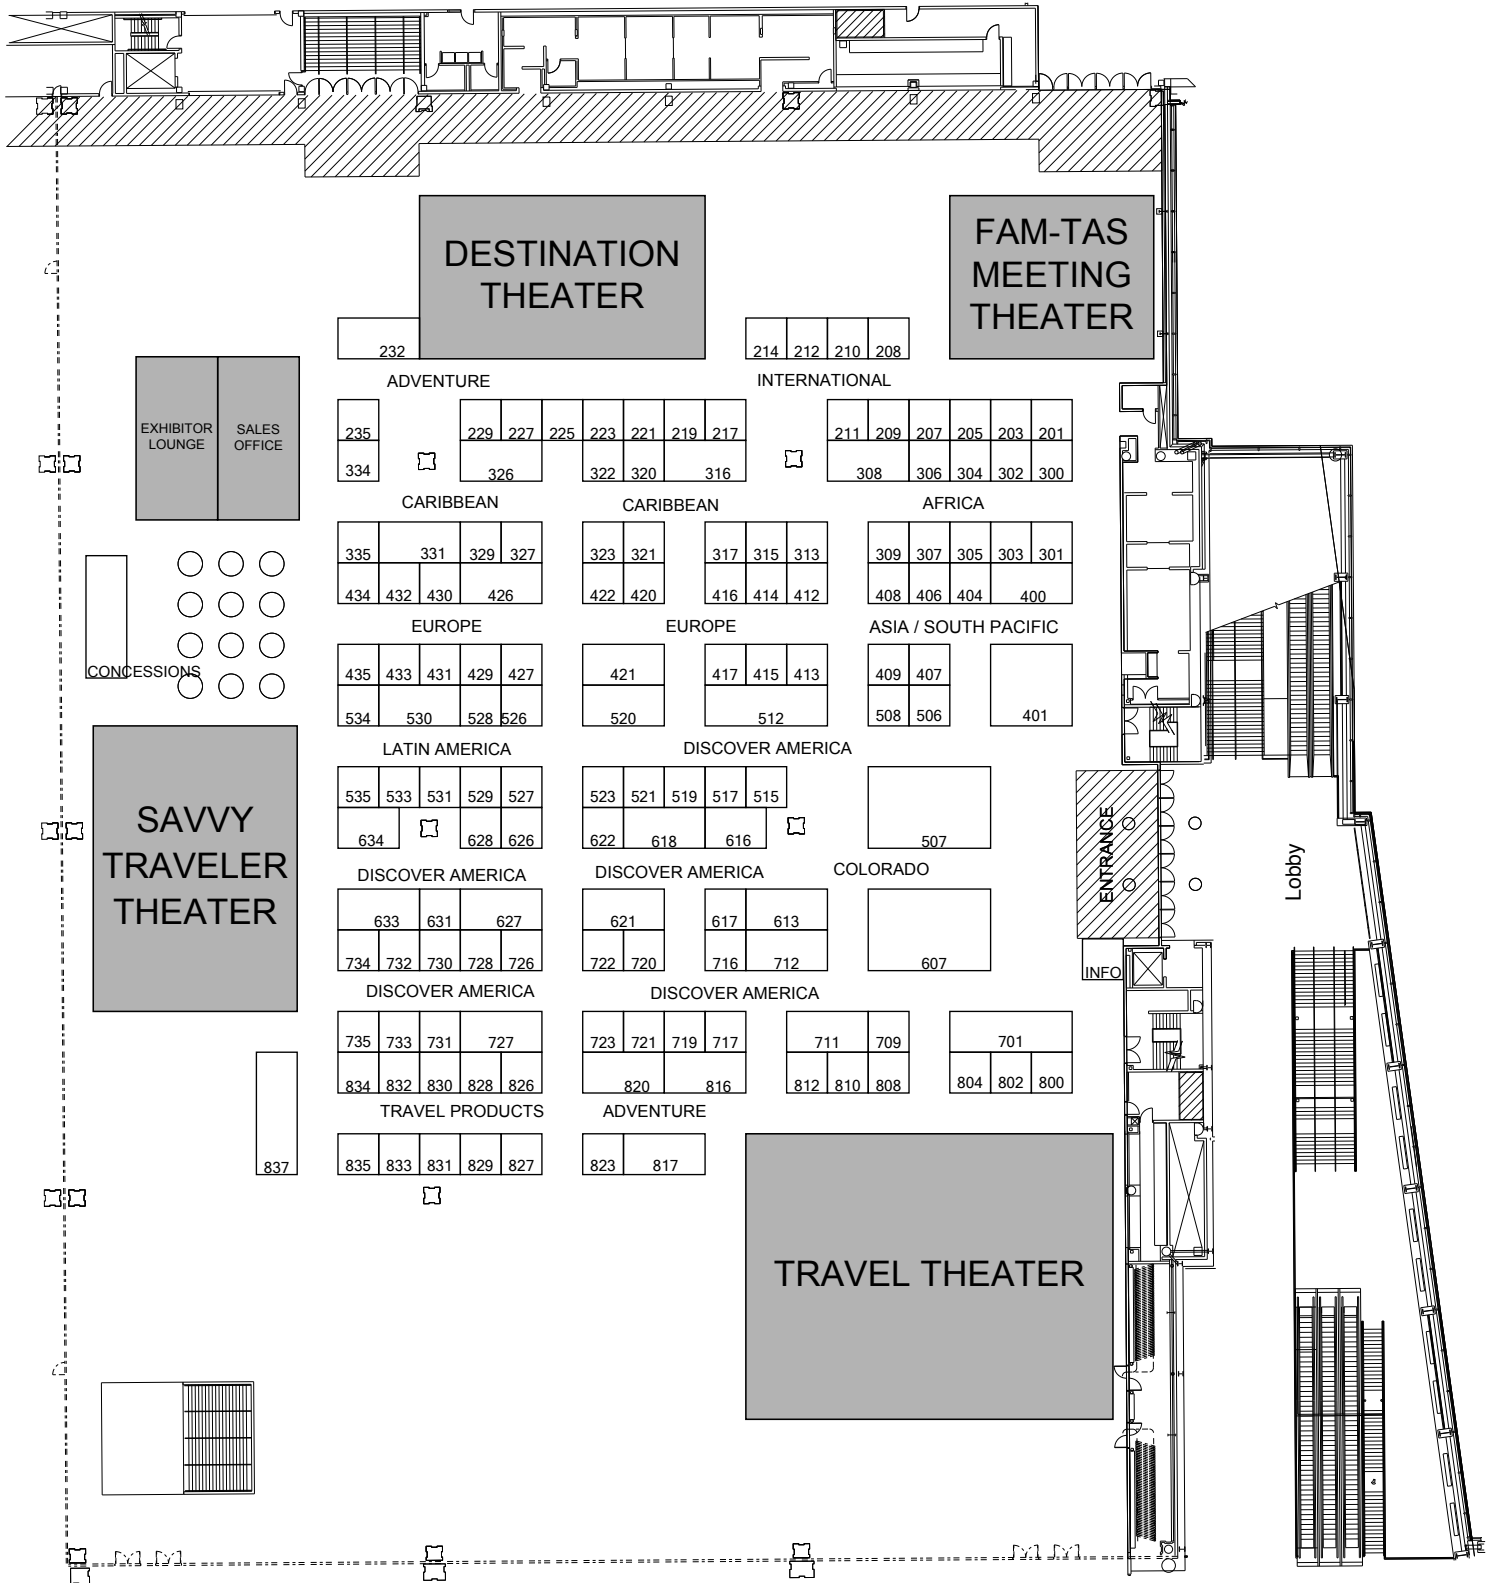 DESTINATION
THEATER
FAM-TAS
MEETING
THEATER
232
214 212 210 208
ADVENTURE
INTERNATIONAL
EXHIBITOR
LOUNGE
SALES
OFFICE
235
229 227 225 223 221 219 217
211 209 207 205 203 201
334
326
322 320 316
308 306 304 302 300
CARIBBEAN
CARIBBEAN
AFRICA
335 331 329 327
323 321
317 315 313
309 307 305 303 301
434 432 430 426
422 420
416 414 412
408 406 404 400
EUROPE
EUROPE
ASIA / SOUTH PACIFIC
CONCESSIONS
435 433 431 429 427
421
417 415 413
409 407
534 530 528 526
520
512
508 506
401
LATIN AMERICA
DISCOVER AMERICA
SAVVY
TRAVELER
THEATER
535 533 531 529 527
523 521 519 517 515
634
628 626
622 618 616
507
ENTRANCE
Lobby
DISCOVER AMERICA
DISCOVER AMERICA
COLORADO
633 631 627
621
617 613
734 732 730 728 726
722 720
716 712
607
INFO
DISCOVER AMERICA
DISCOVER AMERICA
735 733 731 727
723 721 719 717
711 709
701
834 832 830 828 826
820 816
812 810 808
804 802 800
TRAVEL PRODUCTS
ADVENTURE
837
835 833 831 829 827
823 817
TRAVEL THEATER